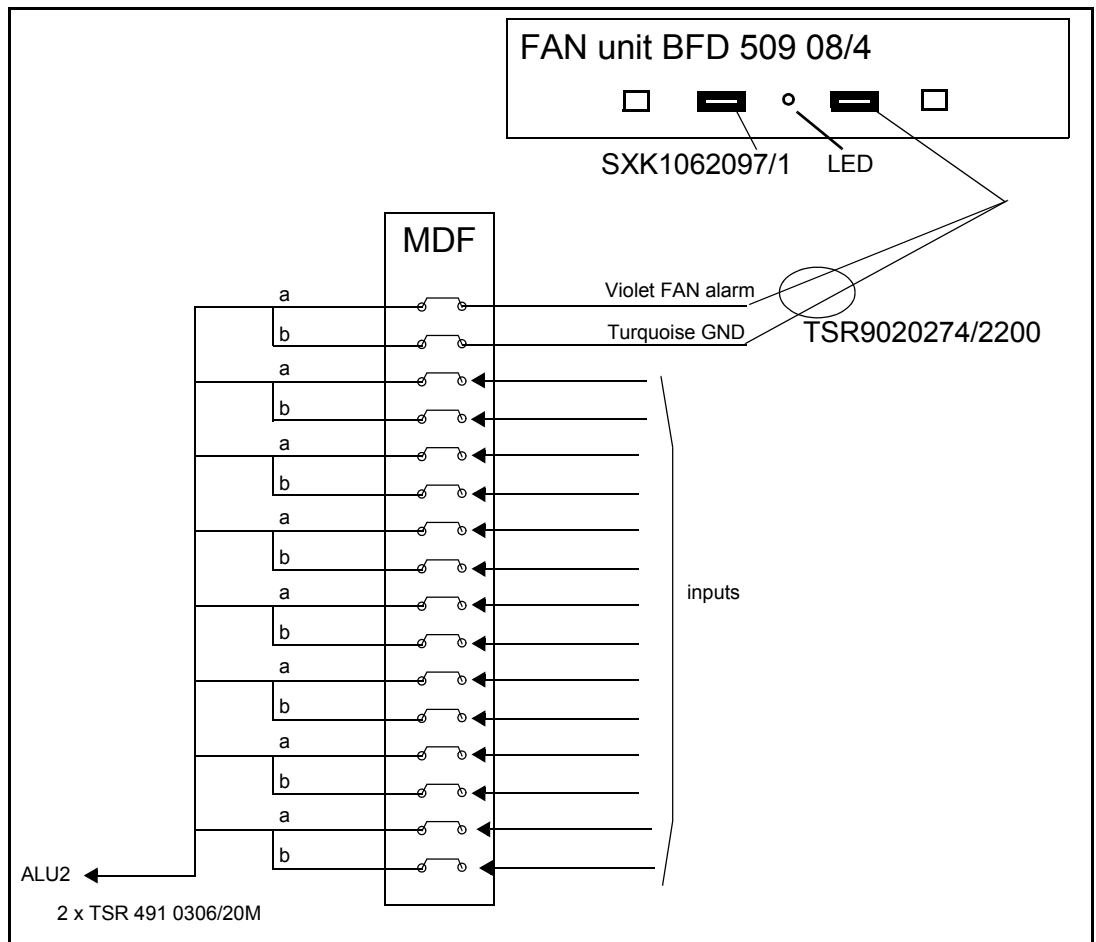 FAN unit BFD 509 08/4
SXK1062097/1
LED
MDF
a
Violet FAN alarm
b
Turquoise GND
TSR9020274/2200
a
b
a
b
a
b
a
b
inputs
a
b
a
b
a
b
ALU2
2 x TSR 491 0306/20M